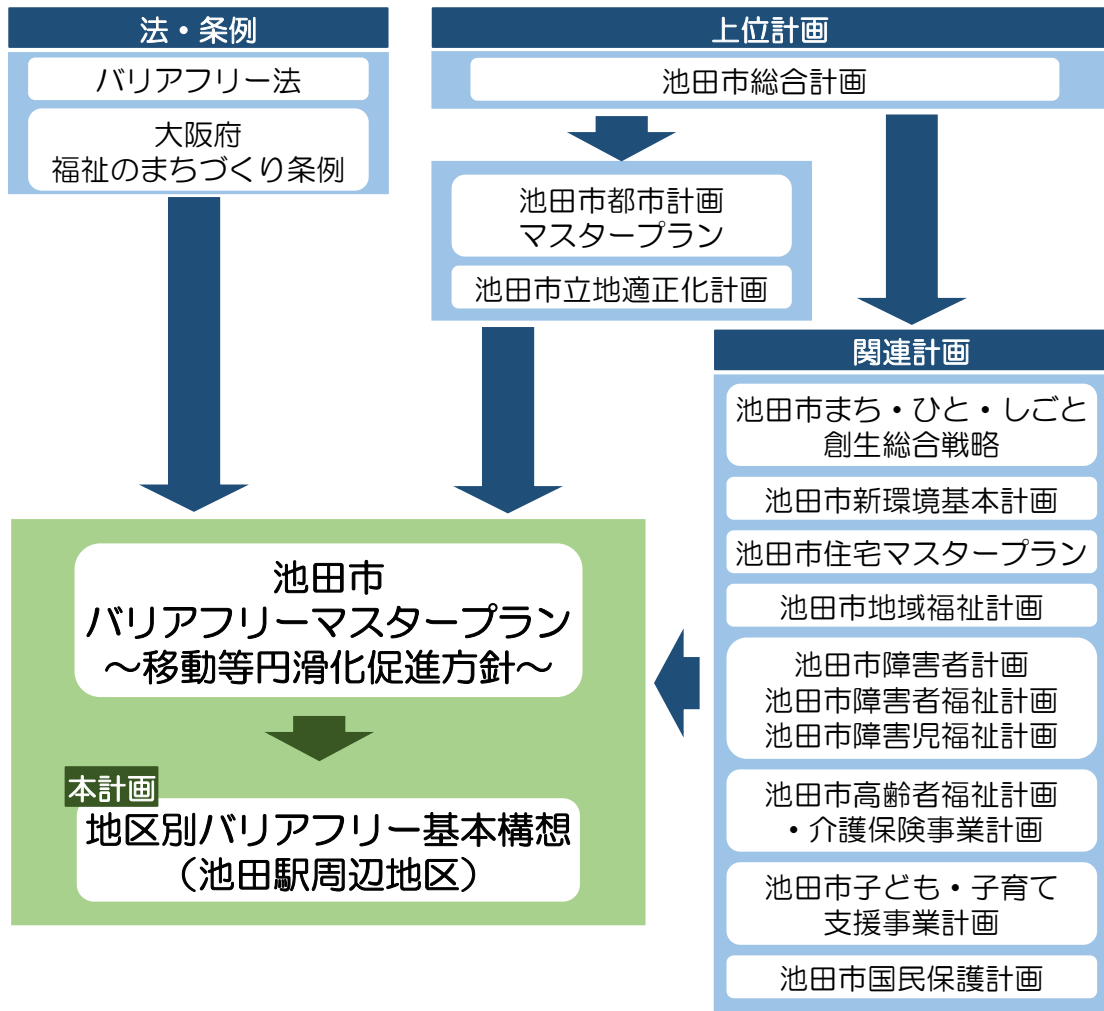 法・条例
バリアフリー法
大阪府
福祉のまちづくり条例
上位計画
池田市総合計画
池田市都市計画
マスタープラン
池田市立地適正化計画
関連計画
池田市まち・ひと・しごと
創生総合戦略
池田市新環境基本計画
池田市住宅マスタープラン
池田市地域福祉計画
池田市障害者計画
池田市障害者福祉計画
池田市障害児福祉計画
池田市高齢者福祉計画
・介護保険事業計画
池田市子ども・子育て
支援事業計画
池田市国民保護計画
池田市
バリアフリーマスタープラン
～移動等円滑化促進方針～
本計画
地区別バリアフリー基本構想
（池田駅周辺地区）